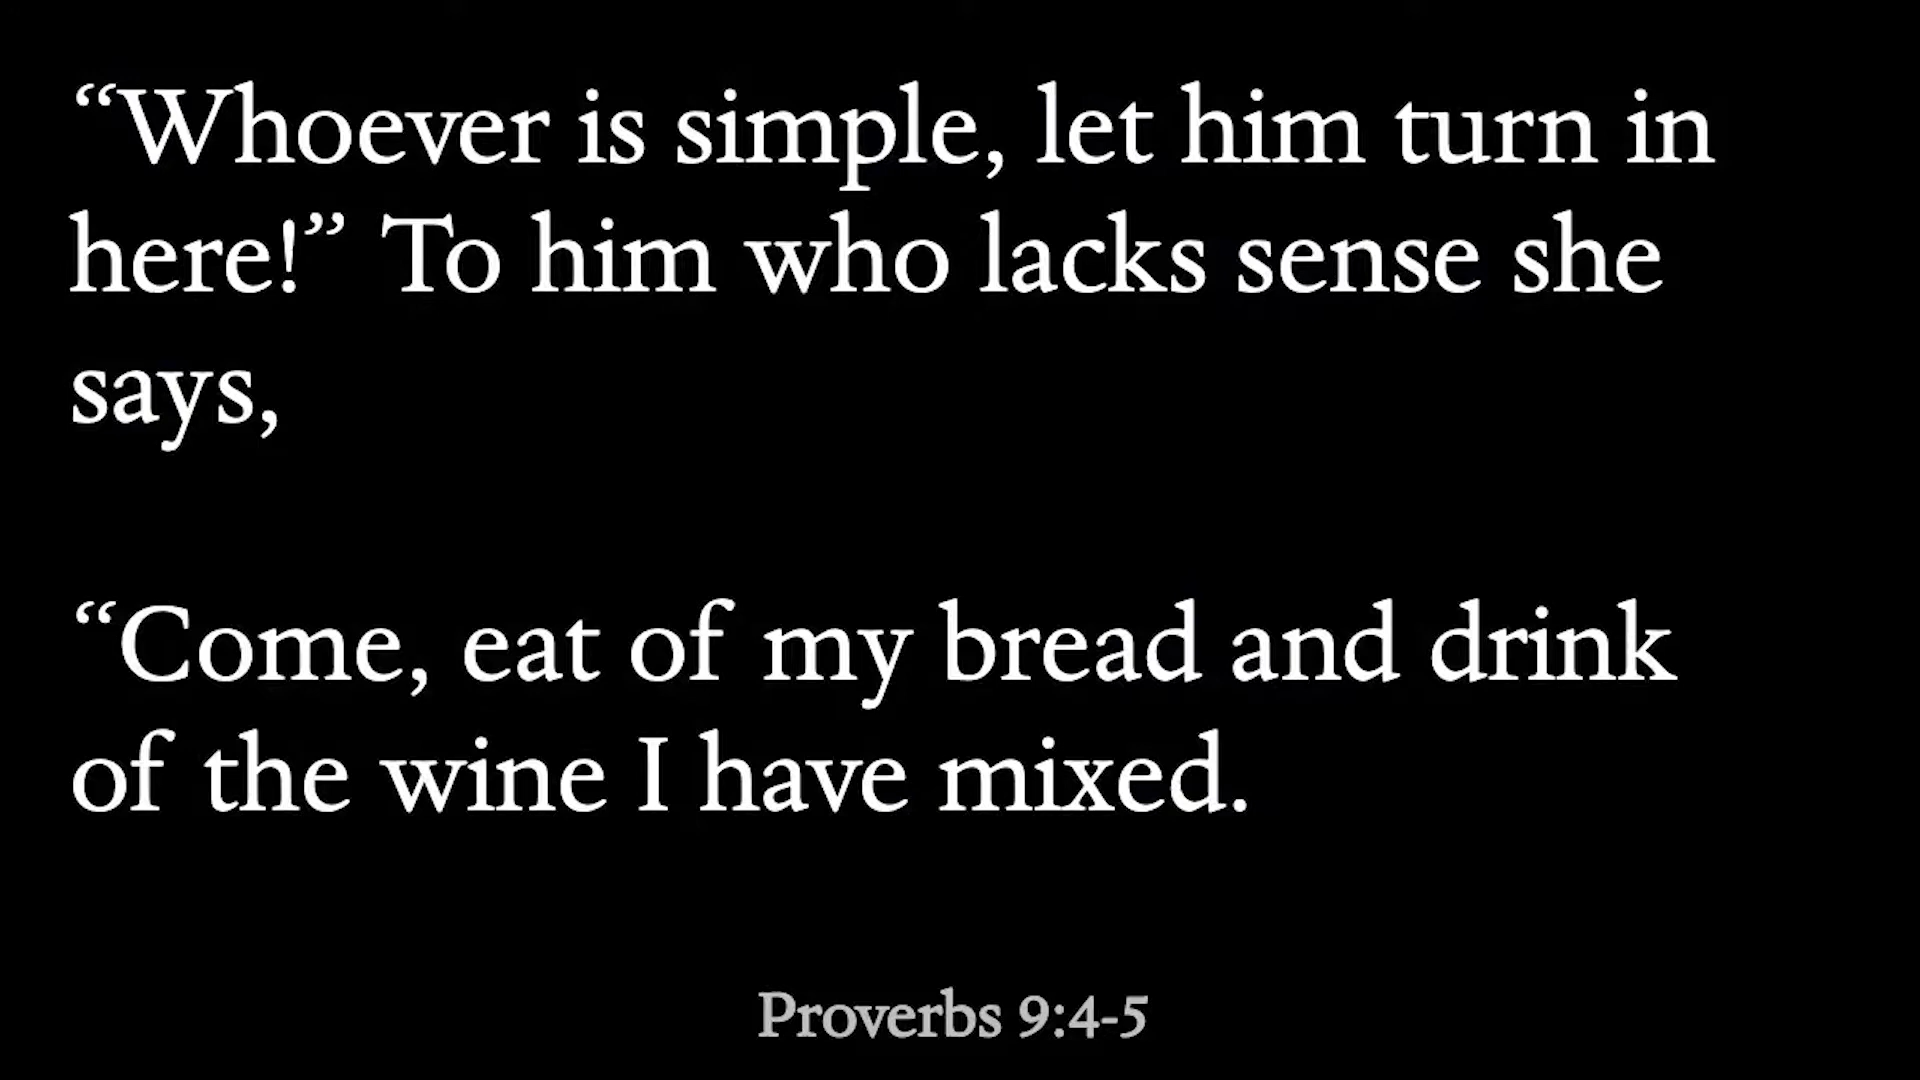 “Whoever is simple, let him turn in
here!” To him who lacks sense she
says,
“Come, eat of my bread and drink
of the wine I have mixed.
Proverbs 9:4-5